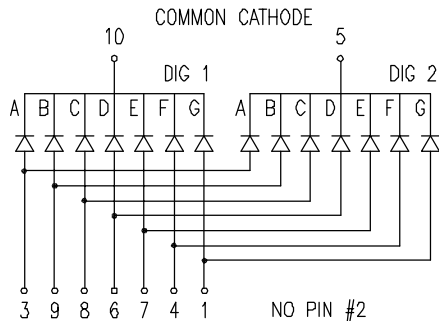 COMMON CATHODE
10 5
DIG 1 DIG 2
A B C D E F G A B C D E F G
3 9 8 6 7 4 1 NO PIN #2